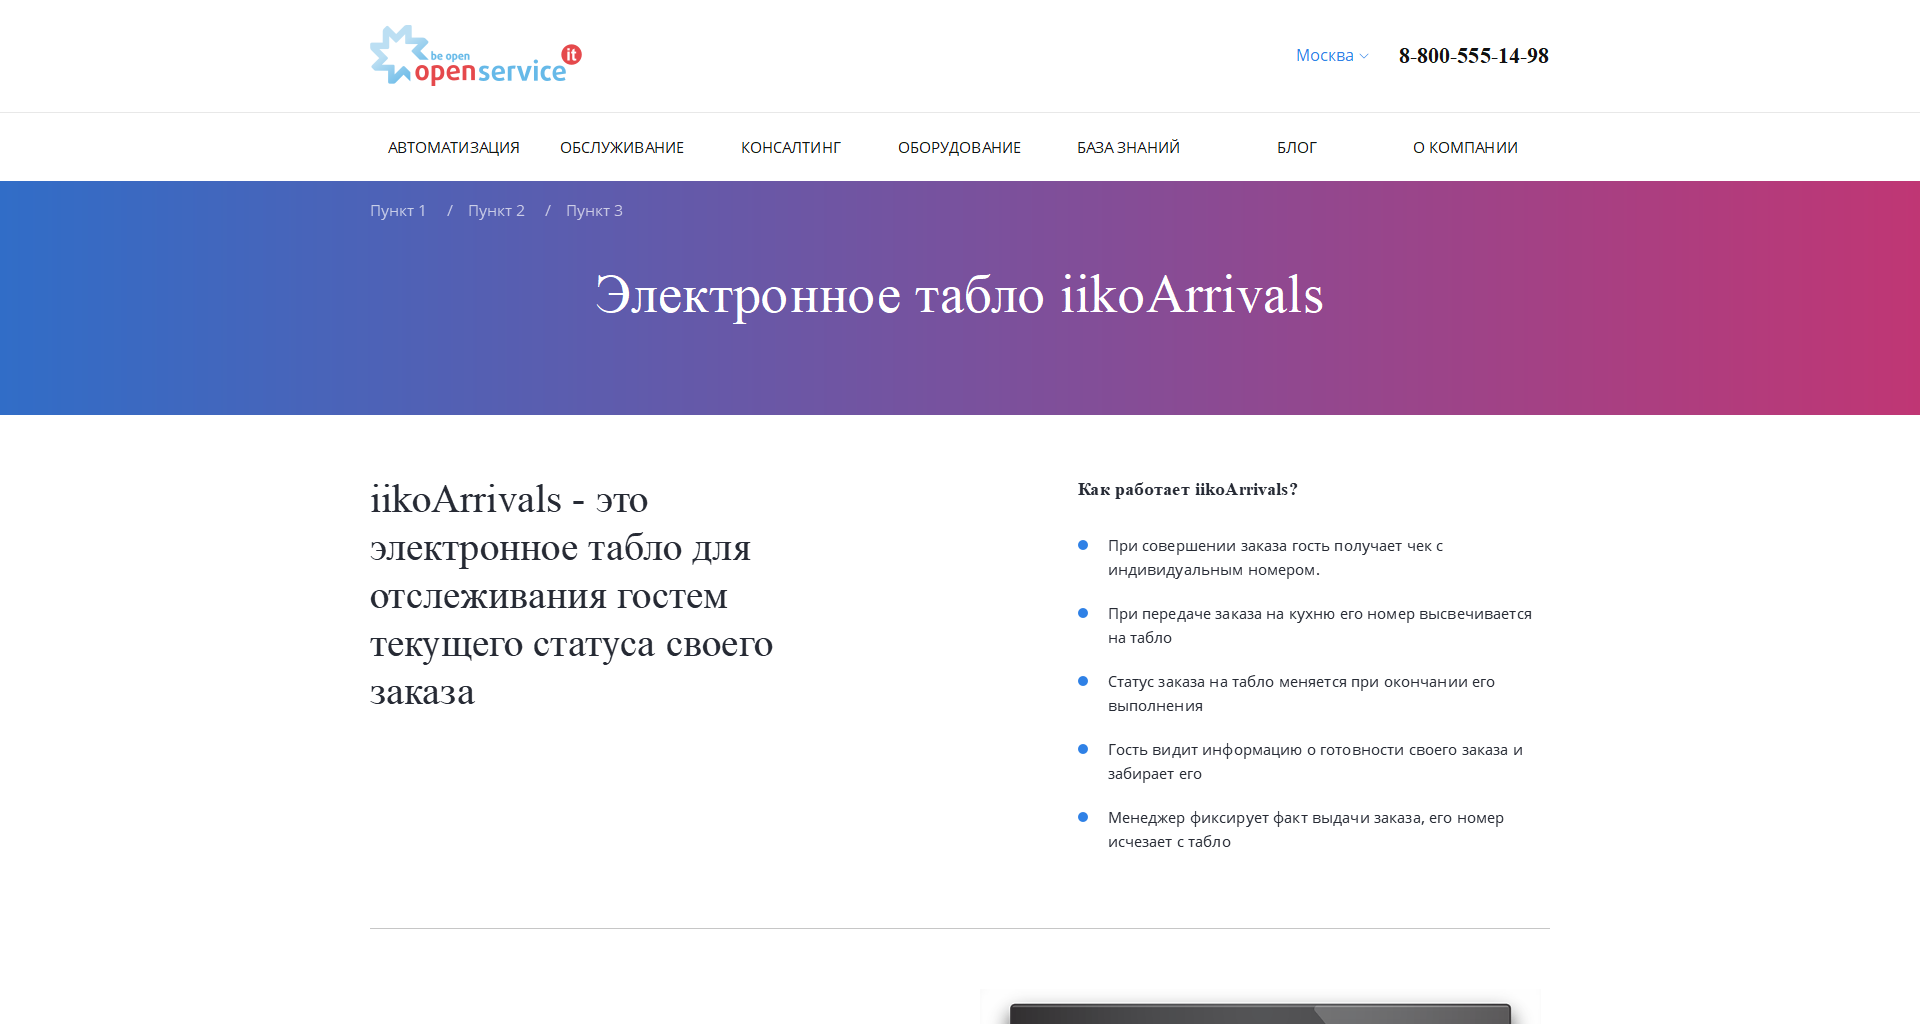 be open
openservice it
Москва
8-800-555-14-98
АВТОМАТИЗАЦИЯ
ОБСЛУЖИВАНИЕ
КОНСАЛТИНГ
ОБОРУДОВАНИЕ
БАЗА ЗНАНИЙ
БЛОГ
О КОМПАНИИ
Пункт 1 / Пункт 2 / Пункт 3
Электронное табло iikoArrivals
iikoArrivals - это
электронное табло для
отслеживания гостем
текущего статуса своего
заказа
Как работает iikoArrivals?
При совершении заказа гость получает чек с
индивидуальным номером.
При передаче заказа на кухню его номер высвечивается
на табло
Статус заказа на табло меняется при окончании его
выполнения
Гость видит информацию о готовности своего заказа и
забирает его
Менеджер фиксирует факт выдачи заказа, его номер
исчезает с табло